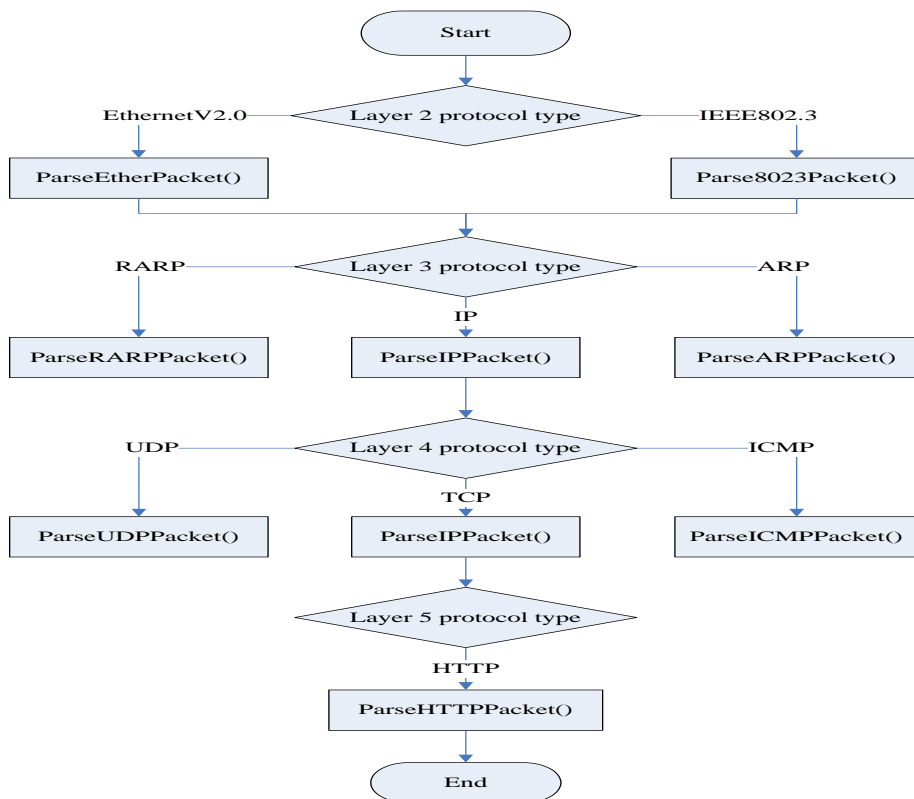 Start
EthernetV2.0
Layer 2 protocol type
IEEE802.3
ParseEtherPacket()
Parse8023Packet()
RARP
Layer 3 protocol type
ARP
IP
ParseRARPPacket()
ParseIPPacket()
ParseARPPacket()
UDP
Layer 4 protocol type
ICMP
TCP
ParseUDPPacket()
ParseIPPacket()
ParseICMPPacket()
Layer 5 protocol type
HTTP
ParseHTTPPacket()
End